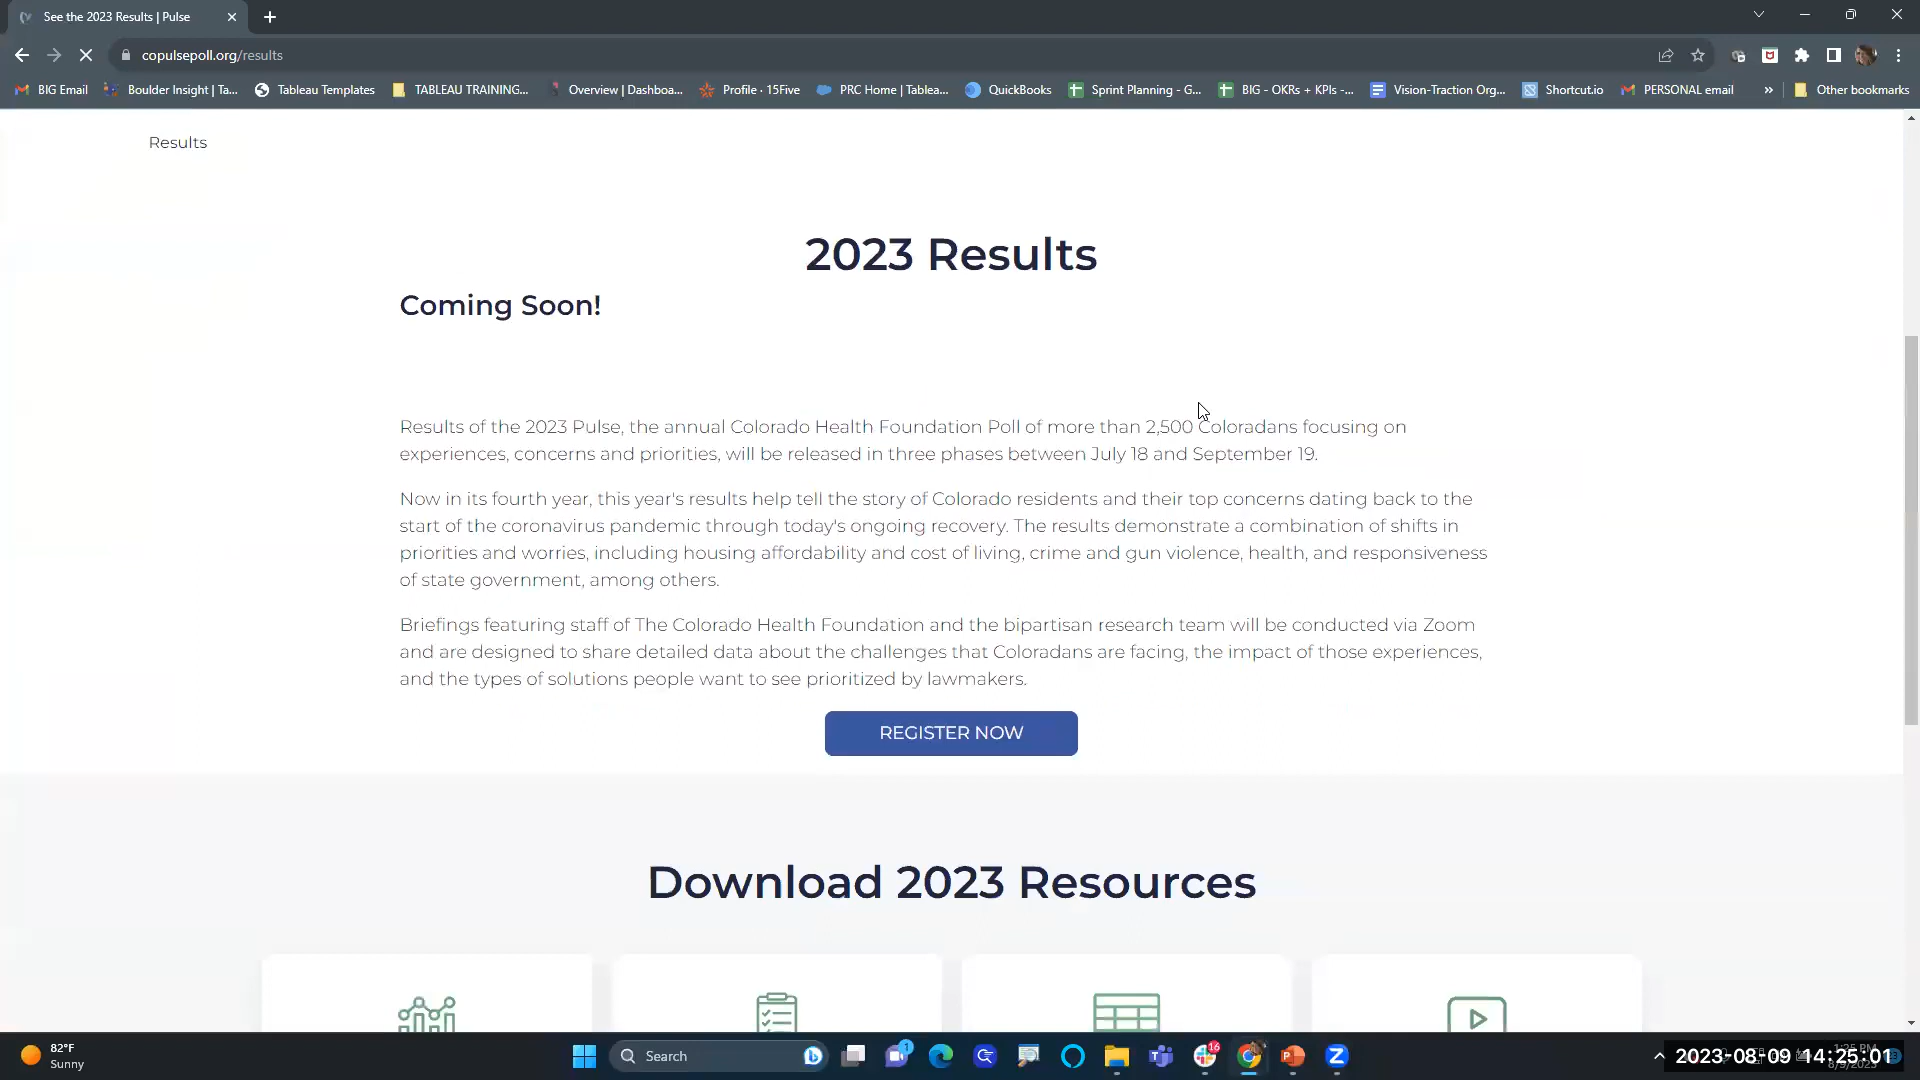 See the 2023 Results | Pulse
copulsepoll.org/results
BIG Email
Boulder Insight | Ta...
Tableau Templates
TABLEAU TRAINING...
Overview | Dashboa...
Profile · 15Five
PRC Home | Tableau...
QuickBooks
Sprint Planning - G...
BIG - OKRs + KPIs -...
Vision-Traction Org...
Shortcut.io
PERSONAL email
»
Other bookmarks
Results
2023 Results
Coming Soon!
Results of the 2023 Pulse, the annual Colorado Health Foundation Poll of more than 2,500 Coloradans focusing on
experiences, concerns and priorities, will be released in three phases between July 18 and September 19.
Now in its fourth year, this year's results help tell the story of Colorado residents and their top concerns dating back to the
start of the coronavirus pandemic through today's ongoing recovery. The results demonstrate a combination of shifts in
priorities and worries, including housing affordability and cost of living, crime and gun violence, health, and responsiveness
of state government, among others.
Briefings featuring staff of The Colorado Health Foundation and the bipartisan research team will be conducted via Zoom
and are designed to share detailed data about the challenges that Coloradans are facing, the impact of those experiences,
and the types of solutions people want to see prioritized by lawmakers.
REGISTER NOW
Download 2023 Resources
82°F
Sunny
Search
1
16
2023-08-09 14:25:01